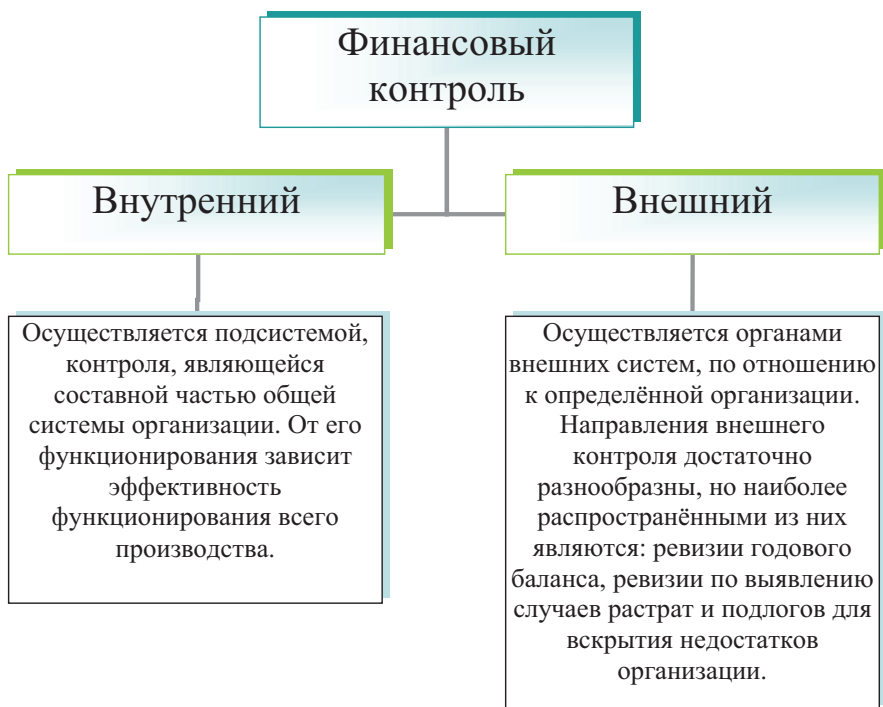 Финансовый
контроль
Внутренний
Внешний
Осуществляется подсистемой,
контроля, являющейся
составной частью общей
системы организации. От его
функционирования зависит
эффективность
функционирования всего
производства.
Осуществляется органами
внешних систем, по отношению
к определённой организации.
Направления внешнего
контроля достаточно
разнообразны, но наиболее
распространёнными из них
являются: ревизии годового
баланса, ревизии по выявлению
случаев растрат и подлогов для
вскрытия недостатков
организации.